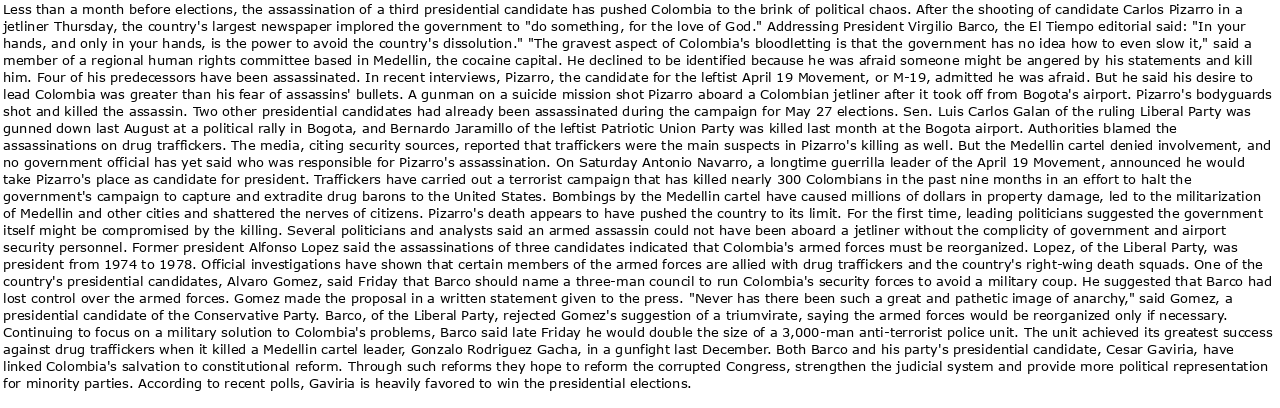 Less than a month before elections, the assassination of a third presidential candidate has pushed Colombia to the brink of political chaos. After the shooting of candidate Carlos Pizarro in a
jetliner Thursday, the country's largest newspaper implored the government to "do something, for the love of God." Addressing President Virgilio Barco, the El Tiempo editorial said: "In your
hands, and only in your hands, is the power to avoid the country's dissolution." "The gravest aspect of Colombia's bloodletting is that the government has no idea how to even slow it," said a
member of a regional human rights committee based in Medellin, the cocaine capital. He declined to be identified because he was afraid someone might be angered by his statements and kill
him. Four of his predecessors have been assassinated. In recent interviews, Pizarro, the candidate for the leftist April 19 Movement, or M-19, admitted he was afraid. But he said his desire to
lead Colombia was greater than his fear of assassins' bullets. A gunman on a suicide mission shot Pizarro aboard a Colombian jetliner after it took off from Bogota's airport. Pizarro's bodyguards
shot and killed the assassin. Two other presidential candidates had already been assassinated during the campaign for May 27 elections. Sen. Luis Carlos Galan of the ruling Liberal Party was
gunned down last August at a political rally in Bogota, and Bernardo Jaramillo of the leftist Patriotic Union Party was killed last month at the Bogota airport. Authorities blamed the
assassinations on drug traffickers. The media, citing security sources, reported that traffickers were the main suspects in Pizarro's killing as well. But the Medellin cartel denied involvement, and
no government official has yet said who was responsible for Pizarro's assassination. On Saturday Antonio Navarro, a longtime guerrilla leader of the April 19 Movement, announced he would
take Pizarro's place as candidate for president. Traffickers have carried out a terrorist campaign that has killed nearly 300 Colombians in the past nine months in an effort to halt the
government's campaign to capture and extradite drug barons to the United States. Bombings by the Medellin cartel have caused millions of dollars in property damage, led to the militarization
of Medellin and other cities and shattered the nerves of citizens. Pizarro's death appears to have pushed the country to its limit. For the first time, leading politicians suggested the government
itself might be compromised by the killing. Several politicians and analysts said an armed assassin could not have been aboard a jetliner without the complicity of government and airport
security personnel. Former president Alfonso Lopez said the assassinations of three candidates indicated that Colombia's armed forces must be reorganized. Lopez, of the Liberal Party, was
president from 1974 to 1978. Official investigations have shown that certain members of the armed forces are allied with drug traffickers and the country's right-wing death squads. One of the
country's presidential candidates, Alvaro Gomez, said Friday that Barco should name a three-man council to run Colombia's security forces to avoid a military coup. He suggested that Barco had
lost control over the armed forces. Gomez made the proposal in a written statement given to the press. "Never has there been such a great and pathetic image of anarchy," said Gomez, a
presidential candidate of the Conservative Party. Barco, of the Liberal Party, rejected Gomez's suggestion of a triumvirate, saying the armed forces would be reorganized only if necessary.
Continuing to focus on a military solution to Colombia's problems, Barco said late Friday he would double the size of a 3,000-man anti-terrorist police unit. The unit achieved its greatest success
against drug traffickers when it killed a Medellin cartel leader, Gonzalo Rodriguez Gacha, in a gunfight last December. Both Barco and his party's presidential candidate, Cesar Gaviria, have
linked Colombia's salvation to constitutional reform. Through such reforms they hope to reform the corrupted Congress, strengthen the judicial system and provide more political representation
for minority parties. According to recent polls, Gaviria is heavily favored to win the presidential elections.